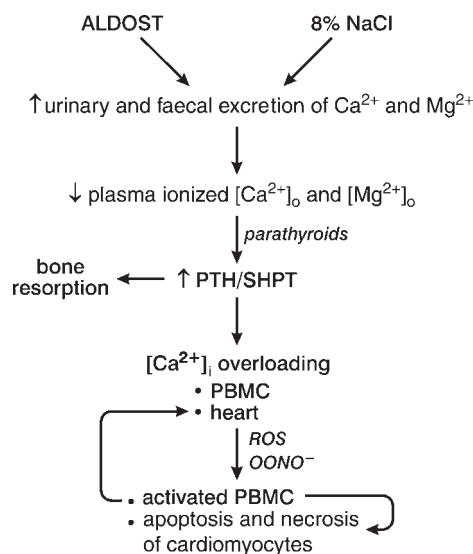 ALDOST 8% NaCl
↑urinary and faecal excretion of Ca²⁺ and Mg²⁺
↓ plasma ionized [Ca²⁺]ₒ and [Mg²⁺]ₒ
parathyroids
bone
resorption
↑ PTH/SHPT
[Ca²⁺]ᵢ overloading
• PBMC
• heart
ROS
OONO⁻
• activated PBMC
• apoptosis and necrosis
of cardiomyocytes